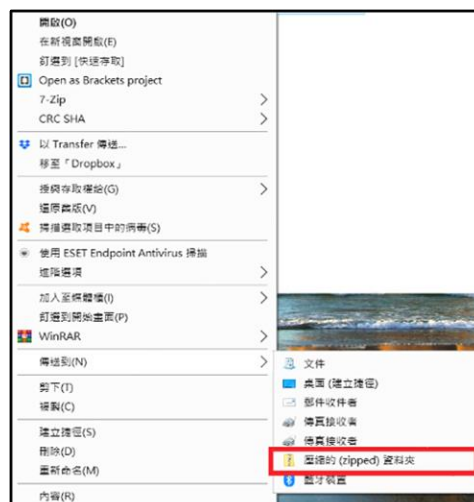 開啟(O)
在新視窗開啟(E)
釘選到 [快速存取]
Open as Brackets project
7-Zip
CRC SHA
以 Transfer 傳送...
移至「Dropbox」
授與存取權給(G)
還原舊版(V)
掃描選取項目中的病毒(S)
使用 ESET Endpoint Antivirus 掃描
進階選項
加入至媒體櫃(I)
釘選到開始畫面(P)
WinRAR
傳送到(N)
剪下(T)
複製(C)
建立捷徑(S)
刪除(D)
重新命名(M)
內容(R)
文件
桌面 (建立捷徑)
郵件收件者
傳真接收者
傳真接收者
壓縮的 (zipped) 資料夾
藍牙裝置